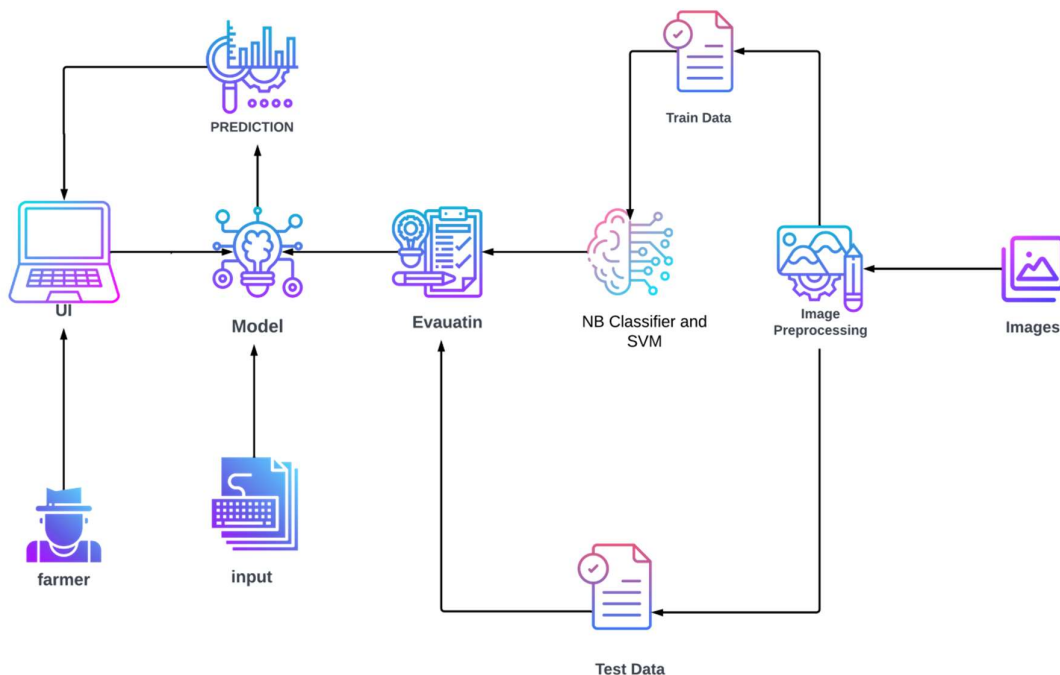 Train Data
PREDICTION
UI
Model
Evauatin
NB Classifier and
SVM
Image
Preprocessing
Images
farmer
input
Test Data